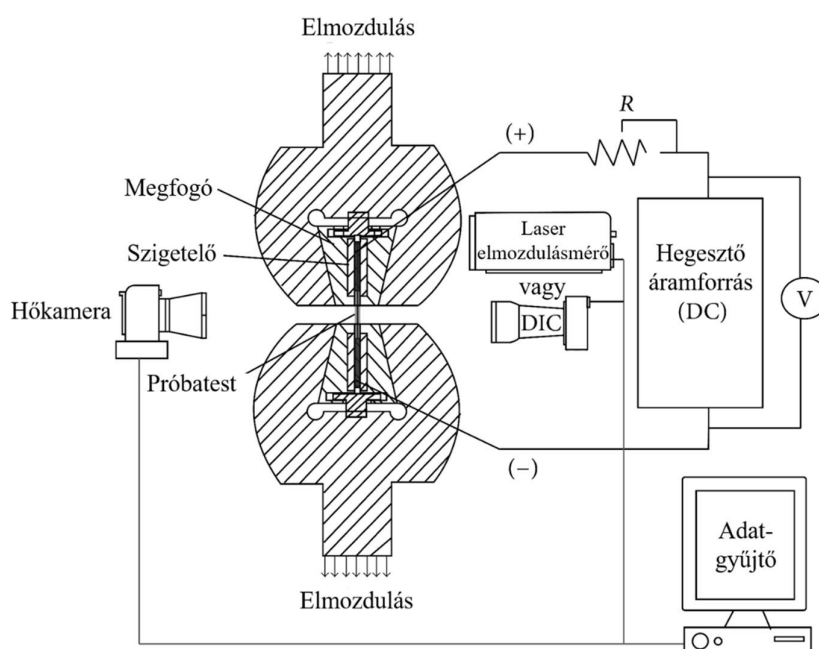 Elmozdulás
R
(+)
Megfogó
Laser
elmozdulásmérő
Szigetelő
Hegesztő
áramforrás
(DC)
vagy
V
Hőkamera
DIC
Próbatest
(−)
Adat-
gyűjtő
Elmozdulás